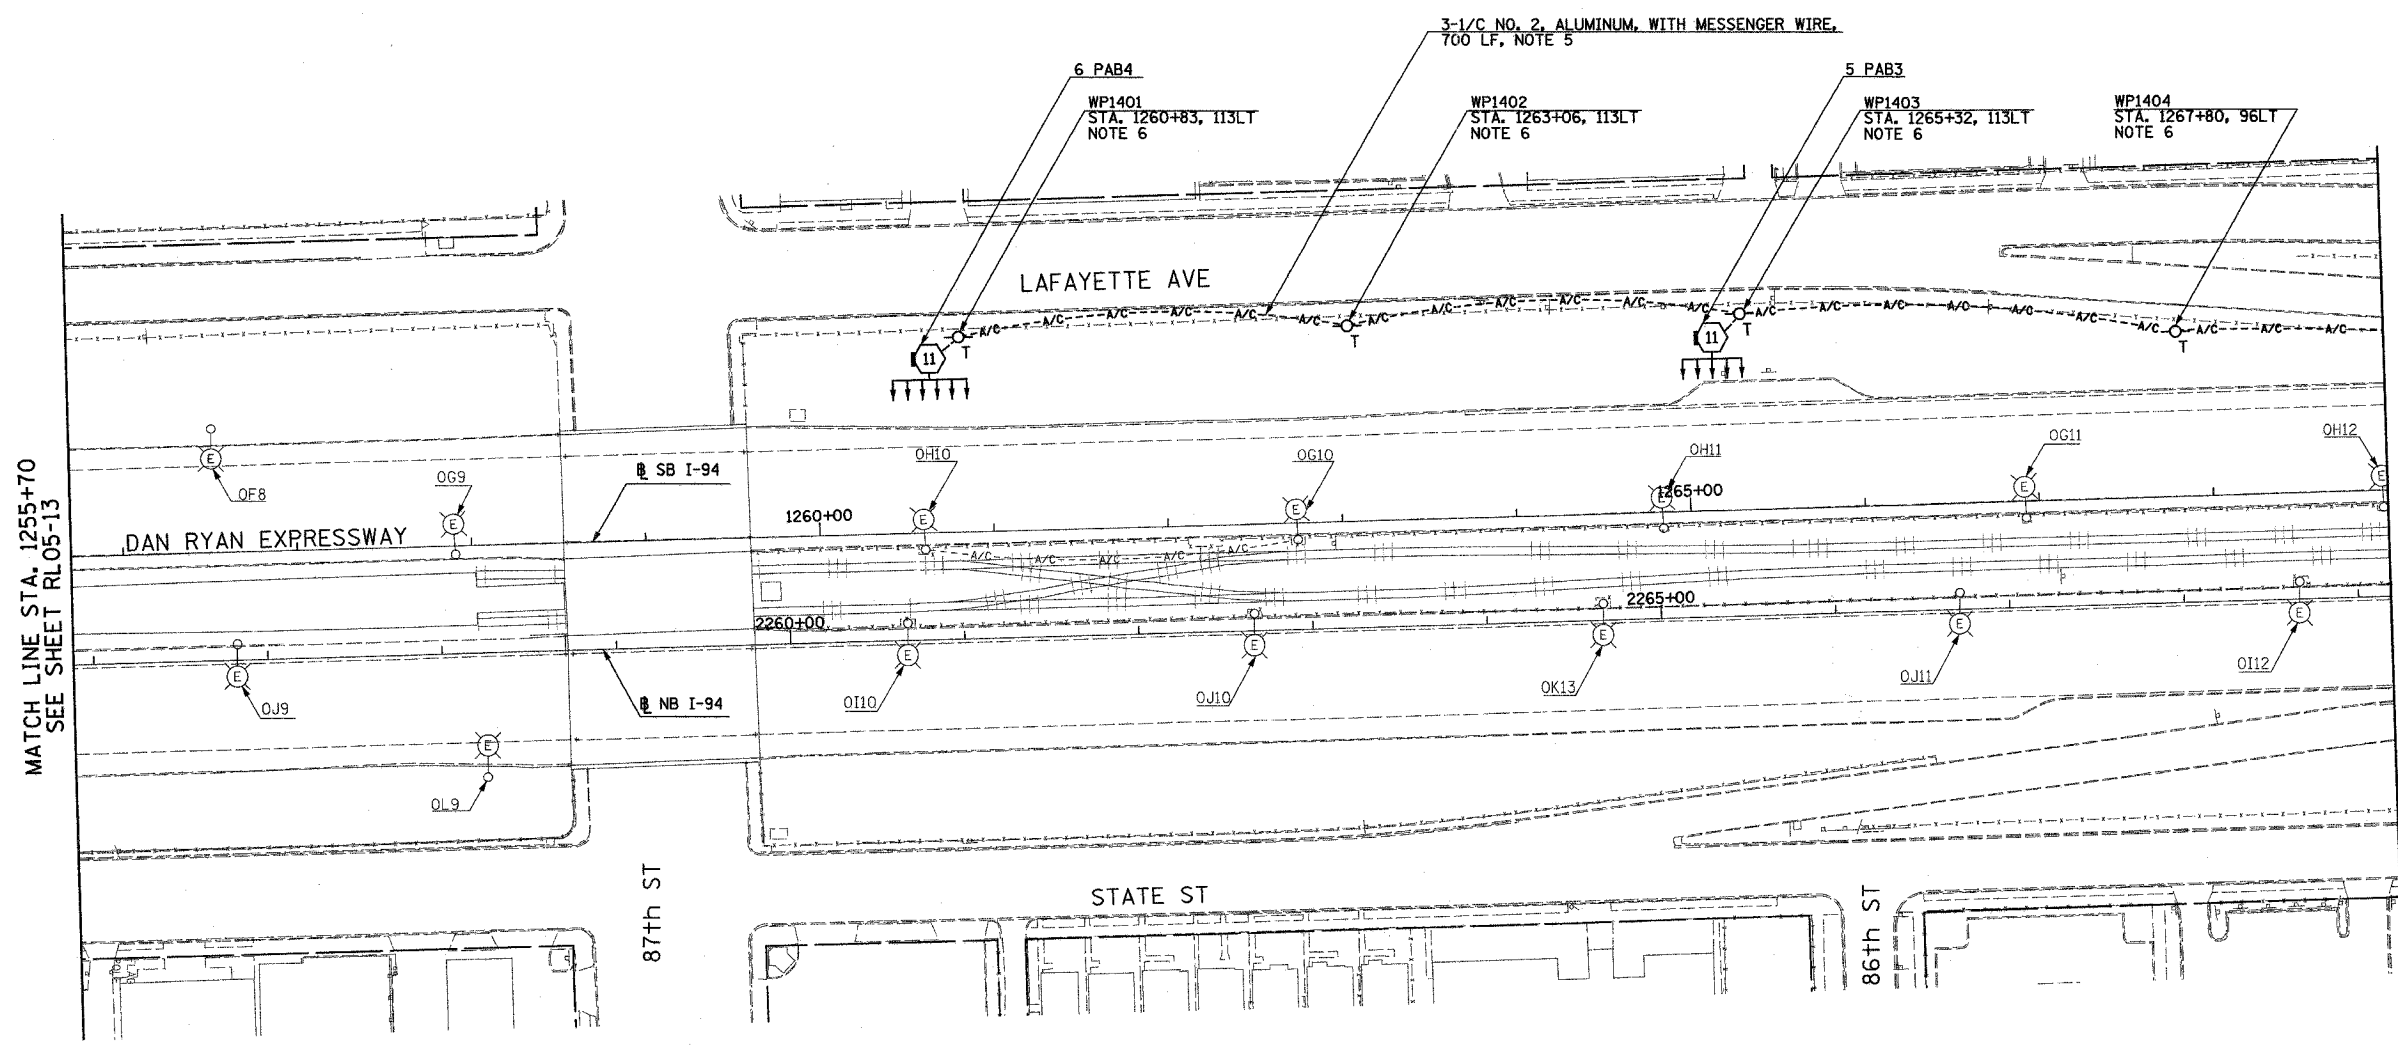 3-1/C NO. 2, ALUMINUM, WITH MESSENGER WIRE,
700 LF, NOTE 5
6 PAB4
WP1401
STA. 1260+83, 113LT
NOTE 6
WP1402
STA. 1263+06, 113LT
NOTE 6
5 PAB3
WP1403
STA. 1265+32, 113LT
NOTE 6
WP1404
STA. 1267+80, 96LT
NOTE 6
LAFAYETTE AVE
A/C A/C A/C A/C A/C A/C A/C A/C A/C A/C A/C A/C A/C A/C A/C A/C A/C A/C A/C A/C A/C
T
T
T
T
11
11
MATCH LINE STA. 1255+70
SEE SHEET RL05-13
E
OF8
OG9
E
℄ SB I-94
OH10
E
OG10
E
OH11
E
OG11
E
OH12
E
DAN RYAN EXPRESSWAY
1260+00
1265+00
A/C A/C A/C A/C A/C
2260+00
2265+00
E
OJ9
℄ NB I-94
E
OI10
E
OJ10
E
OK13
E
OJ11
E
OI12
E
OL9
87th ST
STATE ST
86th ST